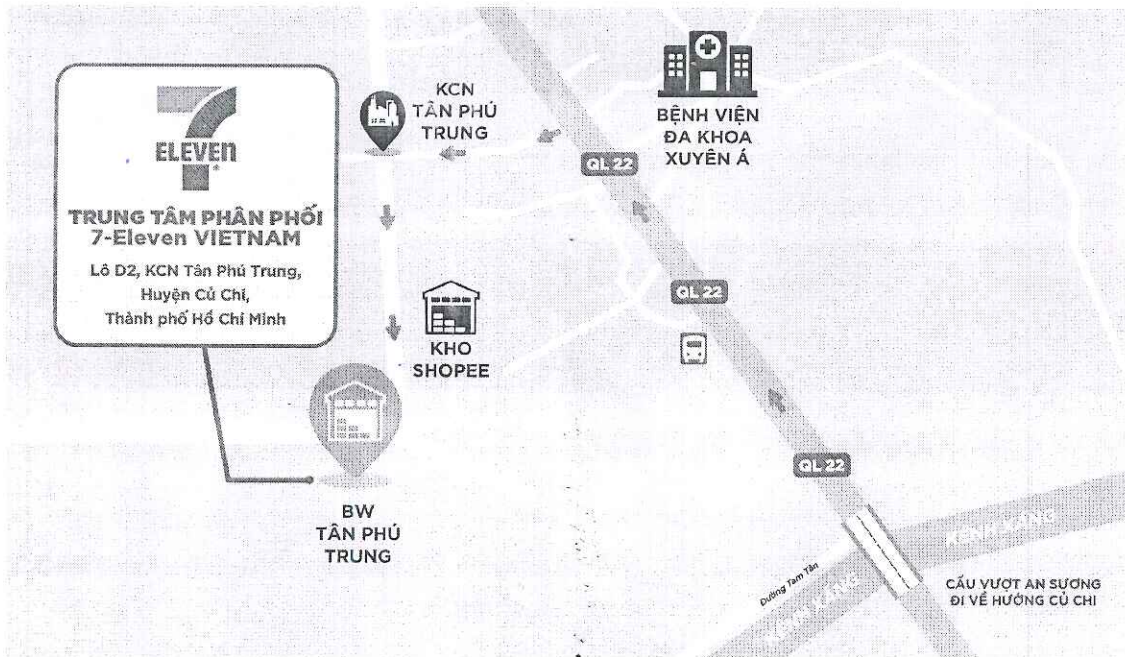 7
ELEVEN
TRUNG TÂM PHÂN PHỐI
7-Eleven VIETNAM
Lô D2, KCN Tân Phú Trung,
Huyện Củ Chi,
Thành phố Hồ Chí Minh
KCN
TÂN PHÚ
TRUNG
BỆNH VIỆN
ĐA KHOA
XUYÊN Á
QL 22
QL 22
KHO
SHOPEE
QL 22
BW
TÂN PHÚ
TRUNG
KÊNH KANG
Đường Tam Tân
KÊNH KANG
CẦU VƯỢT AN SƯƠNG
ĐI VỀ HƯỚNG CỦ CHI